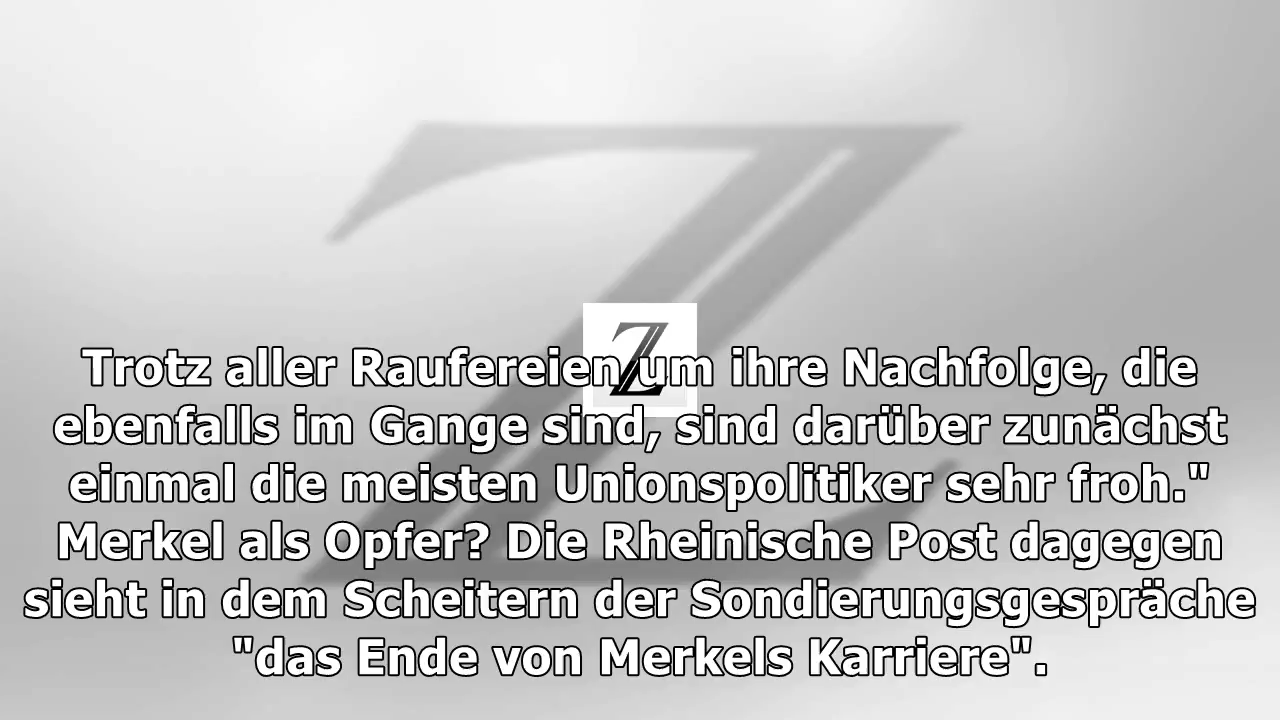 Z
Z
Trotz aller Raufereien um ihre Nachfolge, die
ebenfalls im Gange sind, sind darüber zunächst
einmal die meisten Unionspolitiker sehr froh."
Merkel als Opfer? Die Rheinische Post dagegen
sieht in dem Scheitern der Sondierungsgespräche
"das Ende von Merkels Karriere".